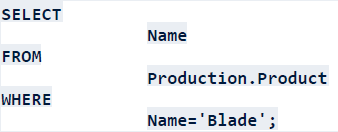 SELECT
Name
FROM
Production.Product
WHERE
Name='Blade';